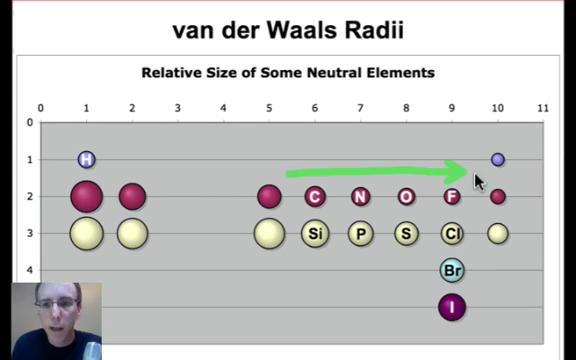 van der Waals Radii
Relative Size of Some Neutral Elements
0 1 2 3 4 5 6 7 8 9 10 11
0
1 H
2 C N O F
3 Si P S Cl
4 Br
I